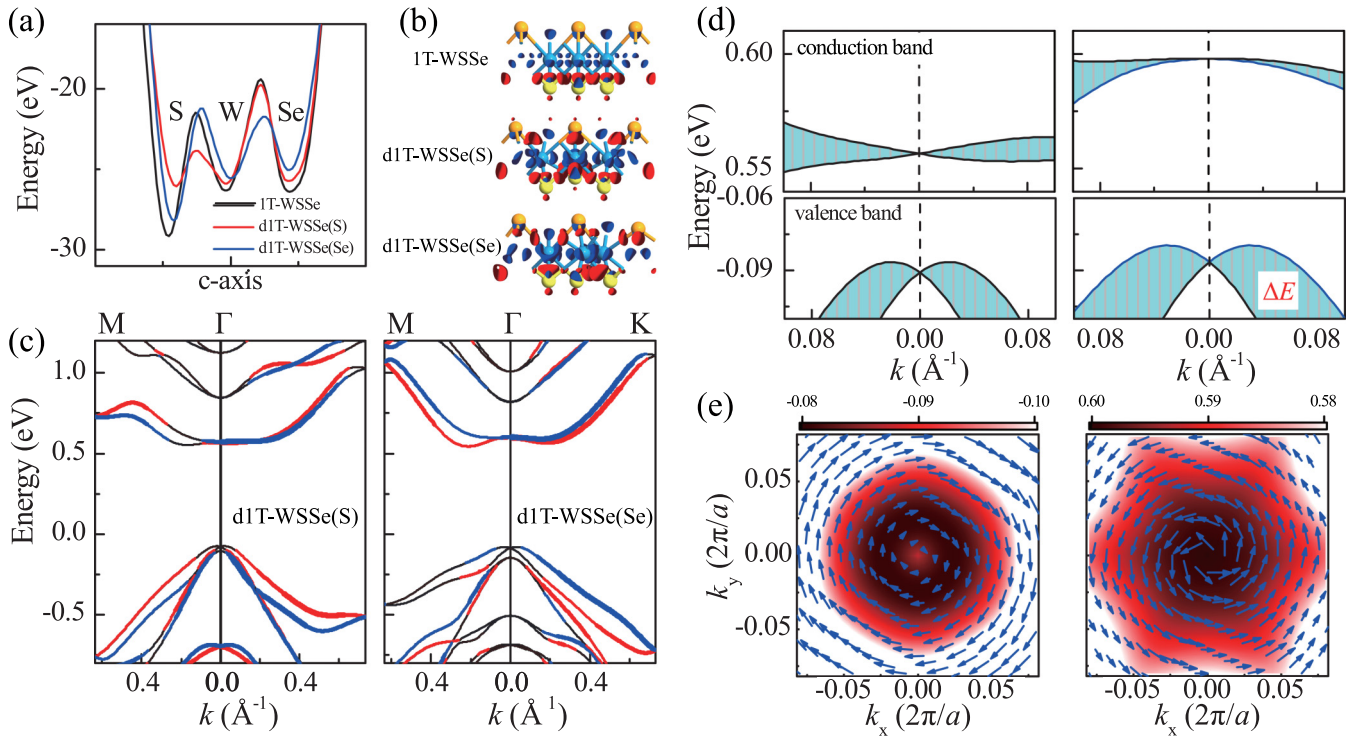 (a)
Energy (eV)
-20
-30
S
W
Se
1T-WSSe
d1T-WSSe(S)
d1T-WSSe(Se)
c-axis
(b)
1T-WSSe
d1T-WSSe(S)
d1T-WSSe(Se)
(c)
M
Γ
M
Γ
K
Energy (eV)
1.0
0.5
0.0
-0.5
d1T-WSSe(S)
d1T-WSSe(Se)
0.4
0.0
0.4
0.4
0.0
0.4
k (Å⁻¹)
k (Å ¹)
(d)
Energy (eV)
0.60
0.55
-0.06
-0.09
conduction band
valence band
ΔE
0.08
0.00
0.08
0.08
0.00
0.08
k (Å⁻¹)
k (Å⁻¹)
(e)
-0.08
-0.09
-0.10
0.60
0.59
0.58
k_y (2π/a)
0.05
0.00
-0.05
-0.05
0.00
0.05
-0.05
0.00
0.05
k_x (2π/a)
k_x (2π/a)